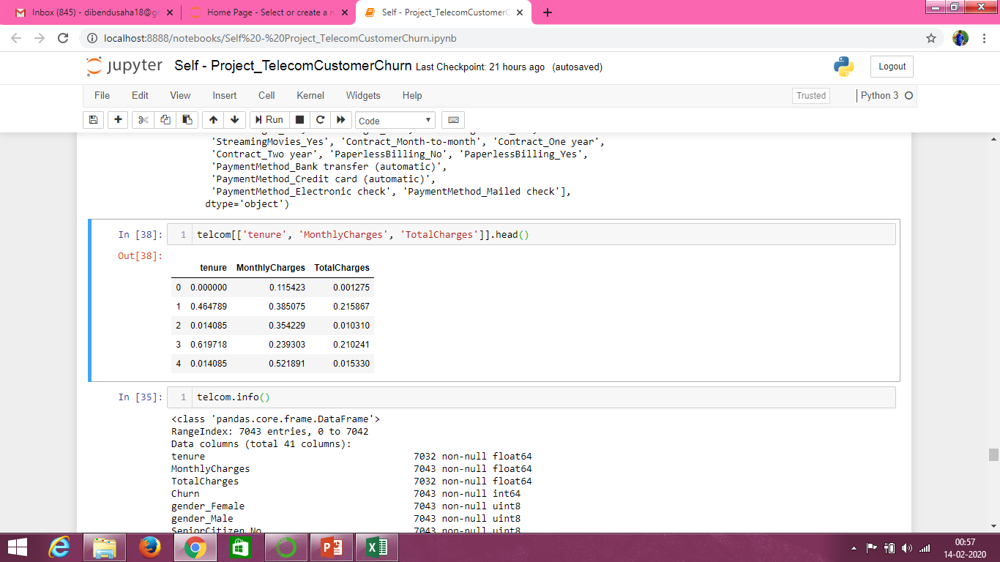 Inbox (845) - dibendusaha18@gr
Home Page - Select or create a n
Self - Project_TelecomCustomerC
localhost:8888/notebooks/Self%20-%20Project_TelecomCustomerChurn.ipynb
jupyter Self - Project_TelecomCustomerChurn Last Checkpoint: 21 hours ago (autosaved)
Logout
File Edit View Insert Cell Kernel Widgets Help
Trusted Python 3
Run Code
'StreamingMovies_Yes', 'Contract_Month-to-month', 'Contract_One year',
'Contract_Two year', 'PaperlessBilling_No', 'PaperlessBilling_Yes',
'PaymentMethod_Bank transfer (automatic)',
'PaymentMethod_Credit card (automatic)',
'PaymentMethod_Electronic check', 'PaymentMethod_Mailed check'],
dtype='object')
In [38]: 1 telcom[['tenure', 'MonthlyCharges', 'TotalCharges']].head()
Out[38]:
tenure MonthlyCharges TotalCharges
0 0.000000 0.115423 0.001275
1 0.464789 0.385075 0.215867
2 0.014085 0.354229 0.010310
3 0.619718 0.239303 0.210241
4 0.014085 0.521891 0.015330
In [35]: 1 telcom.info()
<class 'pandas.core.frame.DataFrame'>
RangeIndex: 7043 entries, 0 to 7042
Data columns (total 41 columns):
tenure 7032 non-null float64
MonthlyCharges 7043 non-null float64
TotalCharges 7032 non-null float64
Churn 7043 non-null int64
gender_Female 7043 non-null uint8
gender_Male 7043 non-null uint8
SeniorCitizen_No 7043 non-null uint8
00:57
14-02-2020